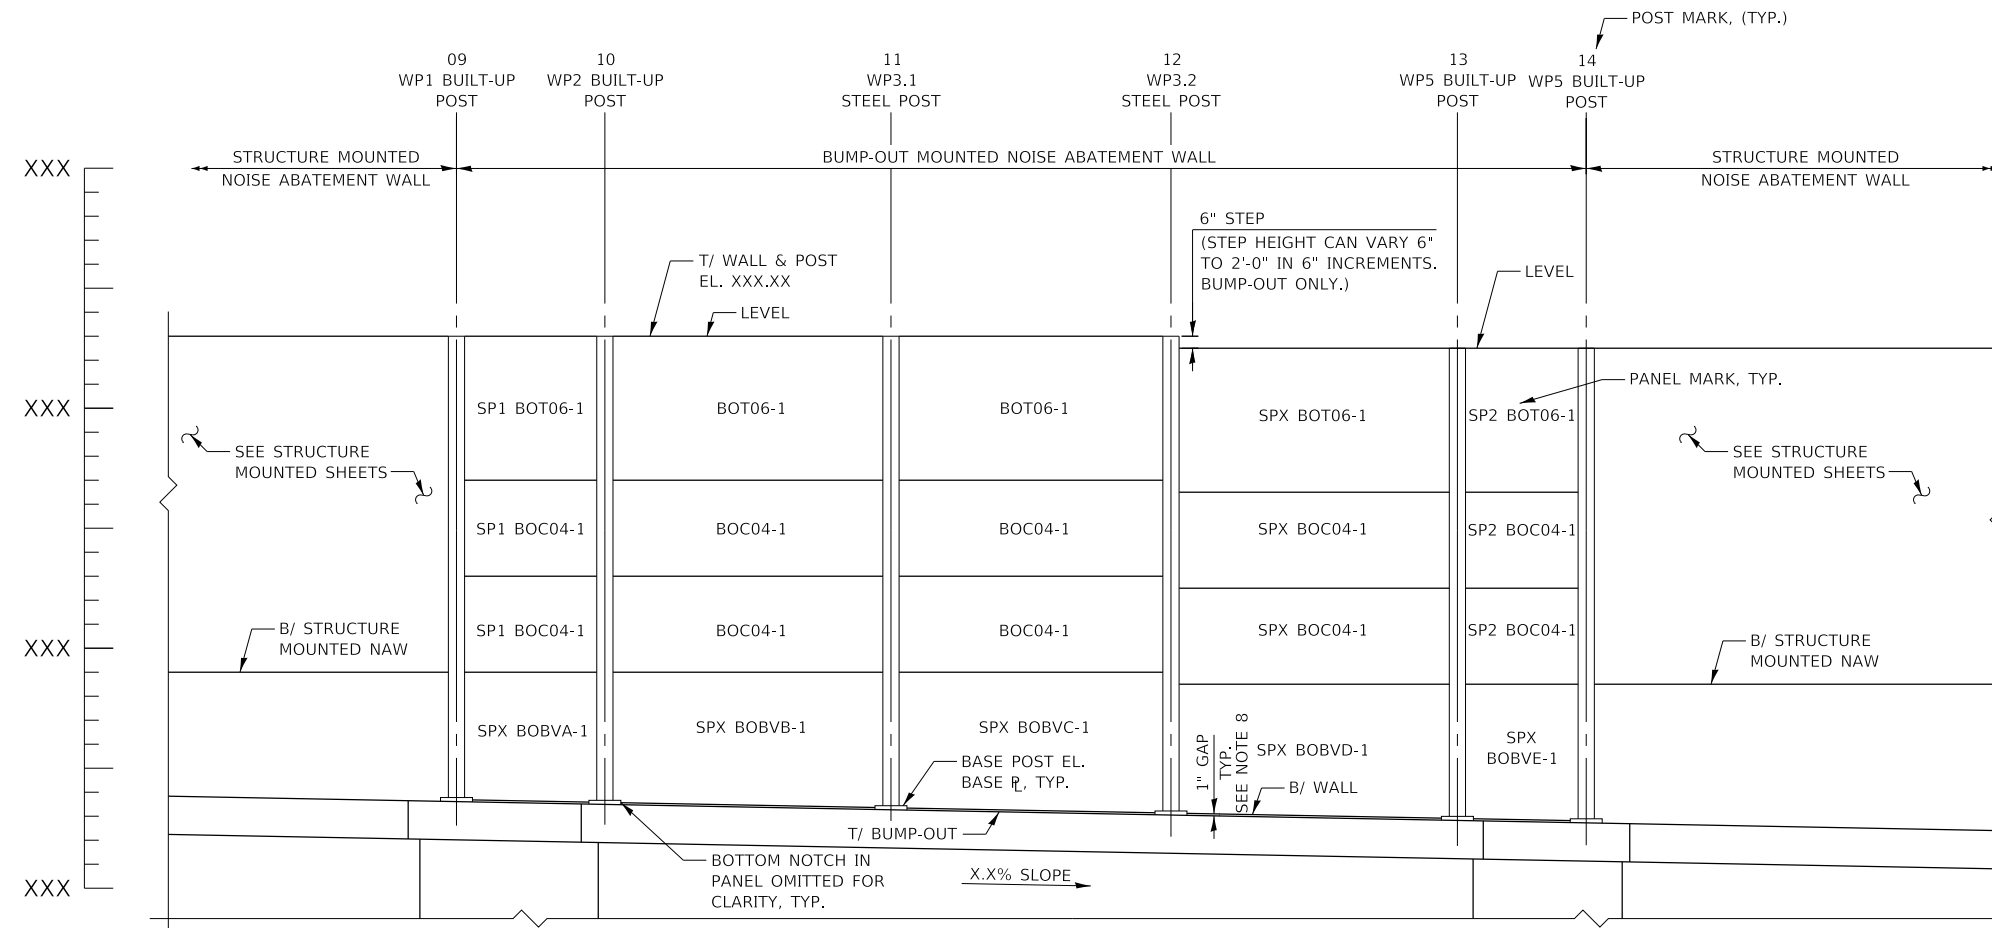 POST MARK, (TYP.)
09
WP1 BUILT-UP
POST
10
WP2 BUILT-UP
POST
11
WP3.1
STEEL POST
12
WP3.2
STEEL POST
13
WP5 BUILT-UP
POST
14
WP5 BUILT-UP
POST
XXX
STRUCTURE MOUNTED
NOISE ABATEMENT WALL
BUMP-OUT MOUNTED NOISE ABATEMENT WALL
STRUCTURE MOUNTED
NOISE ABATEMENT WALL
6" STEP
(STEP HEIGHT CAN VARY 6"
TO 2'-0" IN 6" INCREMENTS.
BUMP-OUT ONLY.)
T/ WALL & POST
EL. XXX.XX
LEVEL
LEVEL
PANEL MARK, TYP.
XXX
SP1 BOT06-1
BOT06-1
BOT06-1
SPX BOT06-1
SP2 BOT06-1
SEE STRUCTURE
MOUNTED SHEETS
SEE STRUCTURE
MOUNTED SHEETS
SP1 BOC04-1
BOC04-1
BOC04-1
SPX BOC04-1
SP2 BOC04-1
XXX
B/ STRUCTURE
MOUNTED NAW
SP1 BOC04-1
BOC04-1
BOC04-1
SPX BOC04-1
SP2 BOC04-1
B/ STRUCTURE
MOUNTED NAW
SPX BOBVA-1
SPX BOBVB-1
SPX BOBVC-1
1" GAP
TYP.
SEE NOTE 8
SPX BOBVD-1
SPX
BOBVE-1
BASE POST EL.
BASE ℄, TYP.
B/ WALL
T/ BUMP-OUT
BOTTOM NOTCH IN
PANEL OMITTED FOR
CLARITY, TYP.
X.X% SLOPE
XXX